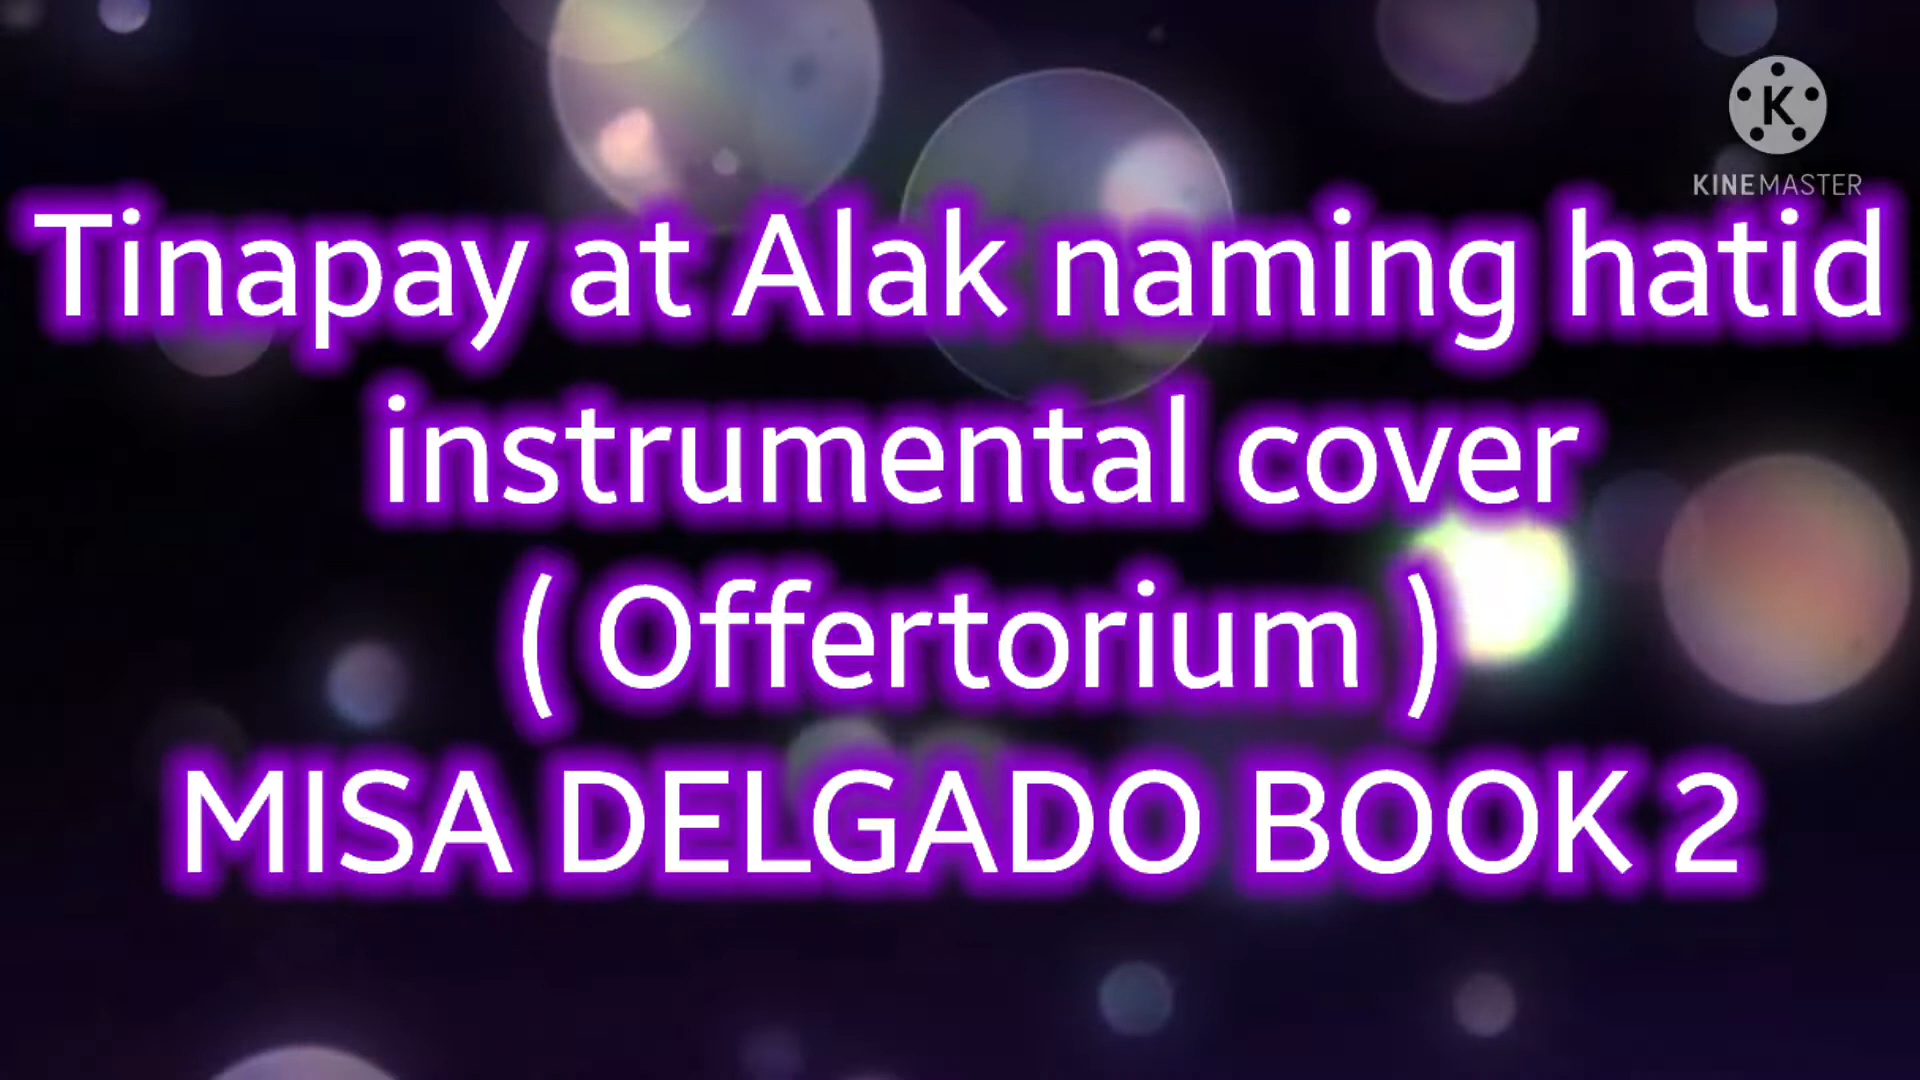 K
KINEMASTER
Tinapay at Alak naming hatid
instrumental cover
( Offertorium )
MISA DELGADO BOOK 2